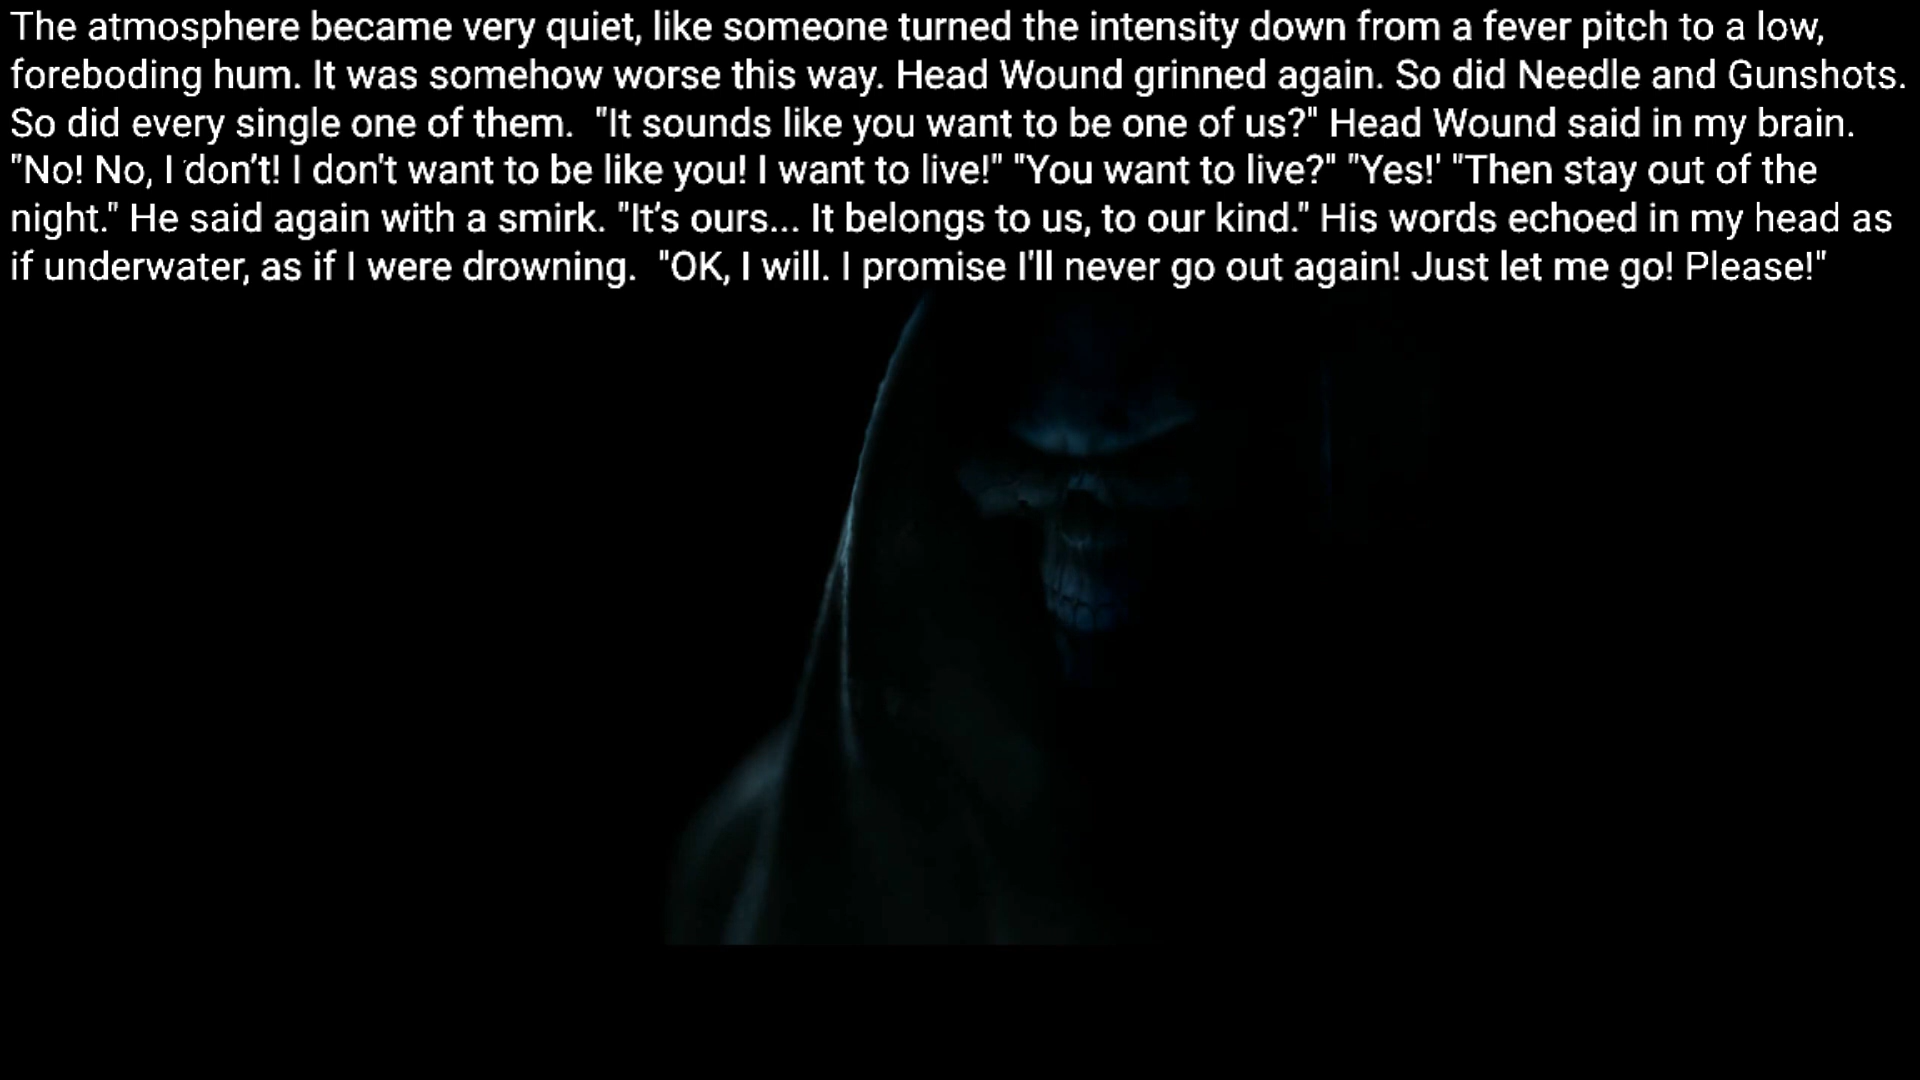 The atmosphere became very quiet, like someone turned the intensity down from a fever pitch to a low,
foreboding hum. It was somehow worse this way. Head Wound grinned again. So did Needle and Gunshots.
So did every single one of them.  "It sounds like you want to be one of us?" Head Wound said in my brain.
"No! No, I don’t! I don't want to be like you! I want to live!" "You want to live?" "Yes!' "Then stay out of the
night." He said again with a smirk. "It’s ours... It belongs to us, to our kind." His words echoed in my head as
if underwater, as if I were drowning.  "OK, I will. I promise I'll never go out again! Just let me go! Please!"